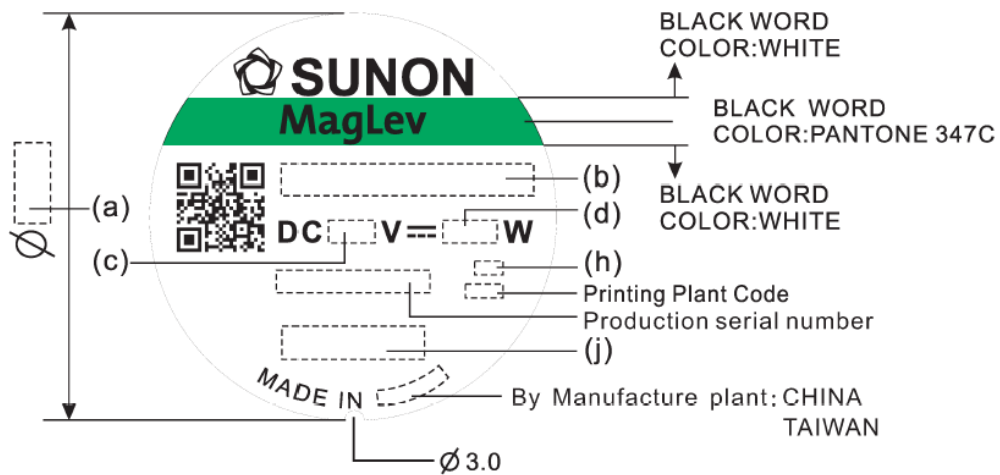 BLACK WORD
COLOR:WHITE
SUNON
MagLev
BLACK WORD
COLOR:PANTONE 347C
(b)
BLACK WORD
COLOR:WHITE
(a)
(d)
DC V W
Ø
(c)
(h)
Printing Plant Code
Production serial number
(j)
MADE IN
By Manufacture plant: CHINA
TAIWAN
Ø 3.0